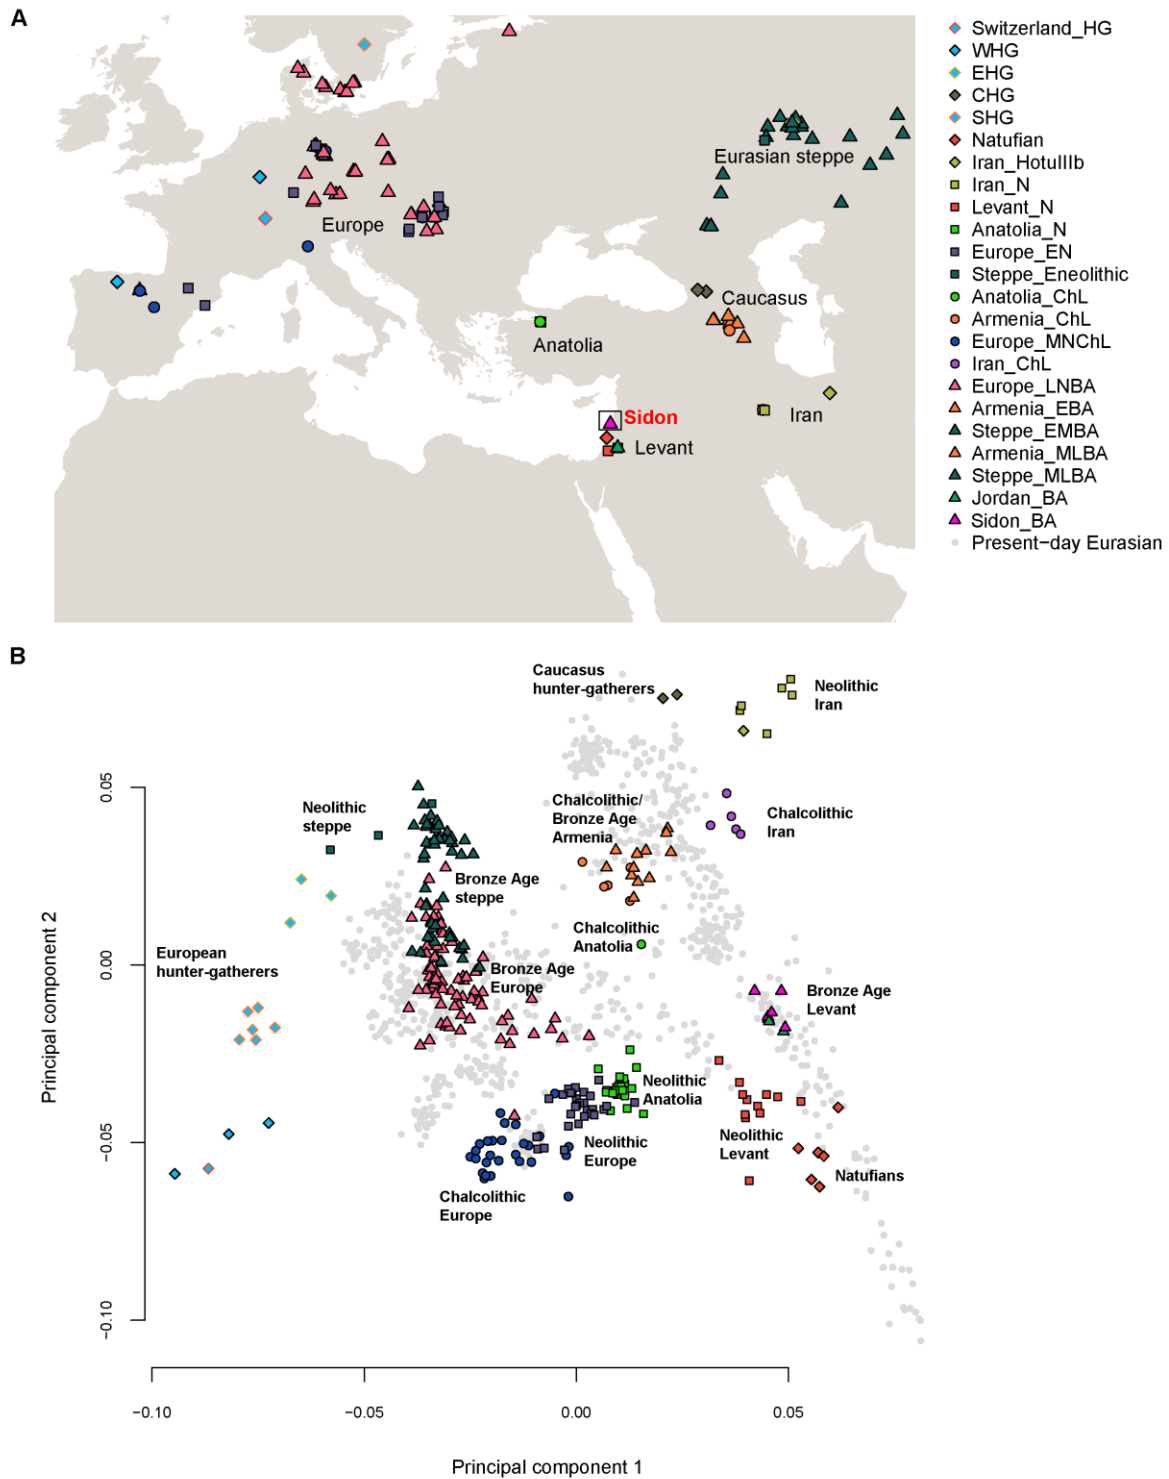 A
Switzerland_HG
WHG
EHG
CHG
SHG
Natufian
Iran_HotuIIIb
Iran_N
Levant_N
Anatolia_N
Europe_EN
Steppe_Eneolithic
Anatolia_ChL
Armenia_ChL
Europe_MNChL
Iran_ChL
Europe_LNBA
Armenia_EBA
Steppe_EMBA
Armenia_MLBA
Steppe_MLBA
Jordan_BA
Sidon_BA
Present−day Eurasian
Eurasian steppe
Europe
Caucasus
Anatolia
Iran
Sidon
Levant
B
Caucasus
hunter-gatherers
Neolithic
Iran
Neolithic
steppe
Chalcolithic/
Bronze Age
Armenia
Chalcolithic
Iran
Bronze Age
steppe
Chalcolithic
Anatolia
European
hunter-gatherers
Bronze Age
Europe
Bronze Age
Levant
Neolithic
Anatolia
Neolithic
Europe
Neolithic
Levant
Natufians
Chalcolithic
Europe
0.05
0.00
−0.05
−0.10
Principal component 2
−0.10
−0.05
0.00
0.05
Principal component 1